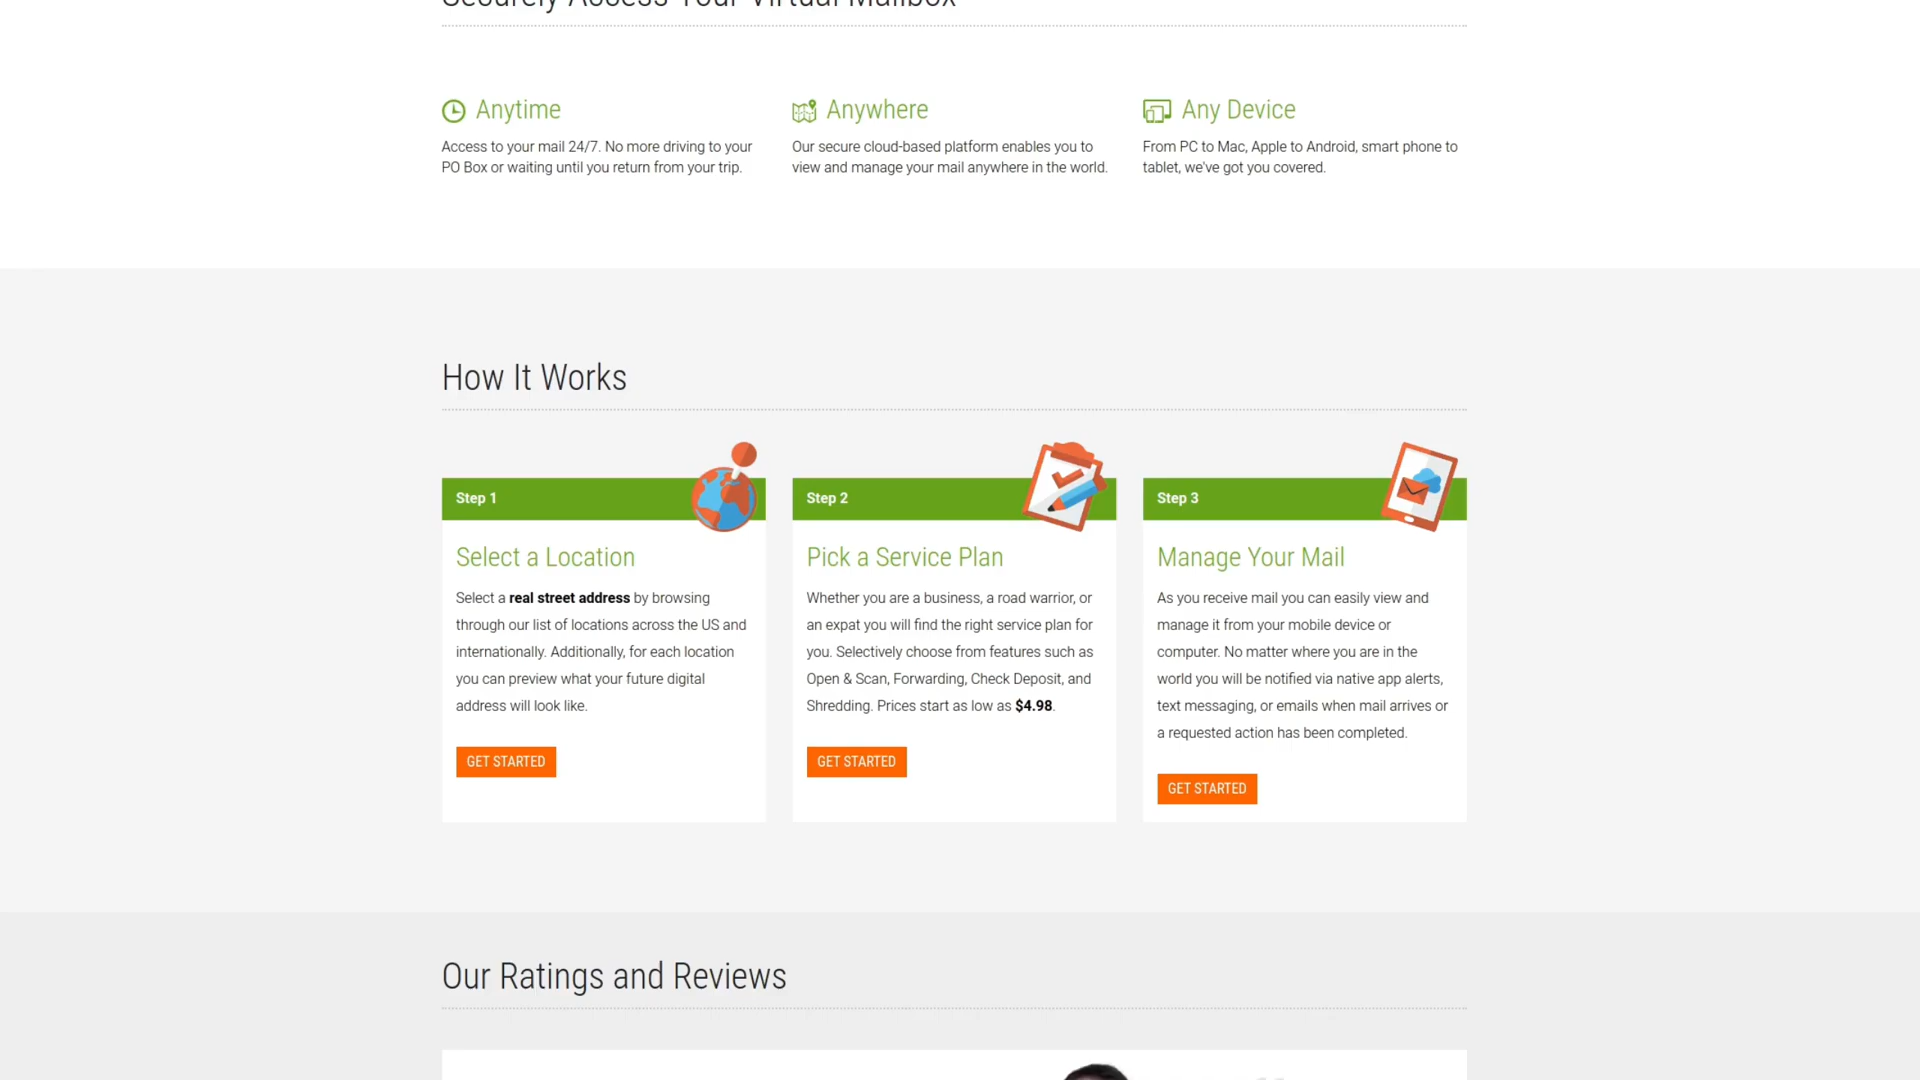 Securely Access Your Virtual Mailbox
Anytime
Access to your mail 24/7. No more driving to your
PO Box or waiting until you return from your trip.
Anywhere
Our secure cloud-based platform enables you to
view and manage your mail anywhere in the world.
Any Device
From PC to Mac, Apple to Android, smart phone to
tablet, we've got you covered.
How It Works
Step 1
Select a Location
Select a real street address by browsing
through our list of locations across the US and
internationally. Additionally, for each location
you can preview what your future digital
address will look like.
GET STARTED
Step 2
Pick a Service Plan
Whether you are a business, a road warrior, or
an expat you will find the right service plan for
you. Selectively choose from features such as
Open & Scan, Forwarding, Check Deposit, and
Shredding. Prices start as low as $4.98.
GET STARTED
Step 3
Manage Your Mail
As you receive mail you can easily view and
manage it from your mobile device or
computer. No matter where you are in the
world you will be notified via native app alerts,
text messaging, or emails when mail arrives or
a requested action has been completed.
GET STARTED
Our Ratings and Reviews